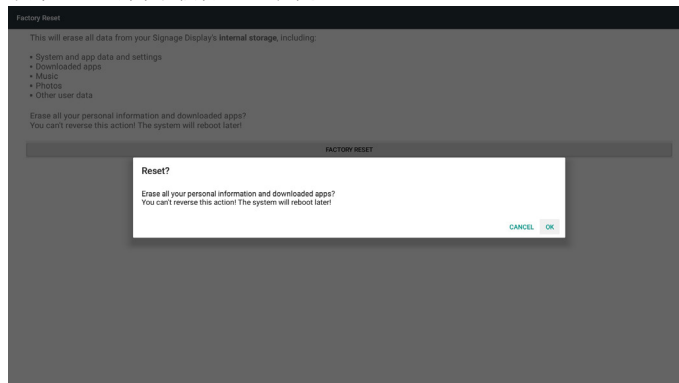 Factory Reset
This will erase all data from your Signage Display's internal storage, including:
• System and app data and settings
• Downloaded apps
• Music
• Photos
• Other user data
Erase all your personal information and downloaded apps?
You can't reverse this action! The system will reboot later!
FACTORY RESET
Reset?
Erase all your personal information and downloaded apps?
You can't reverse this action! The system will reboot later!
CANCEL OK